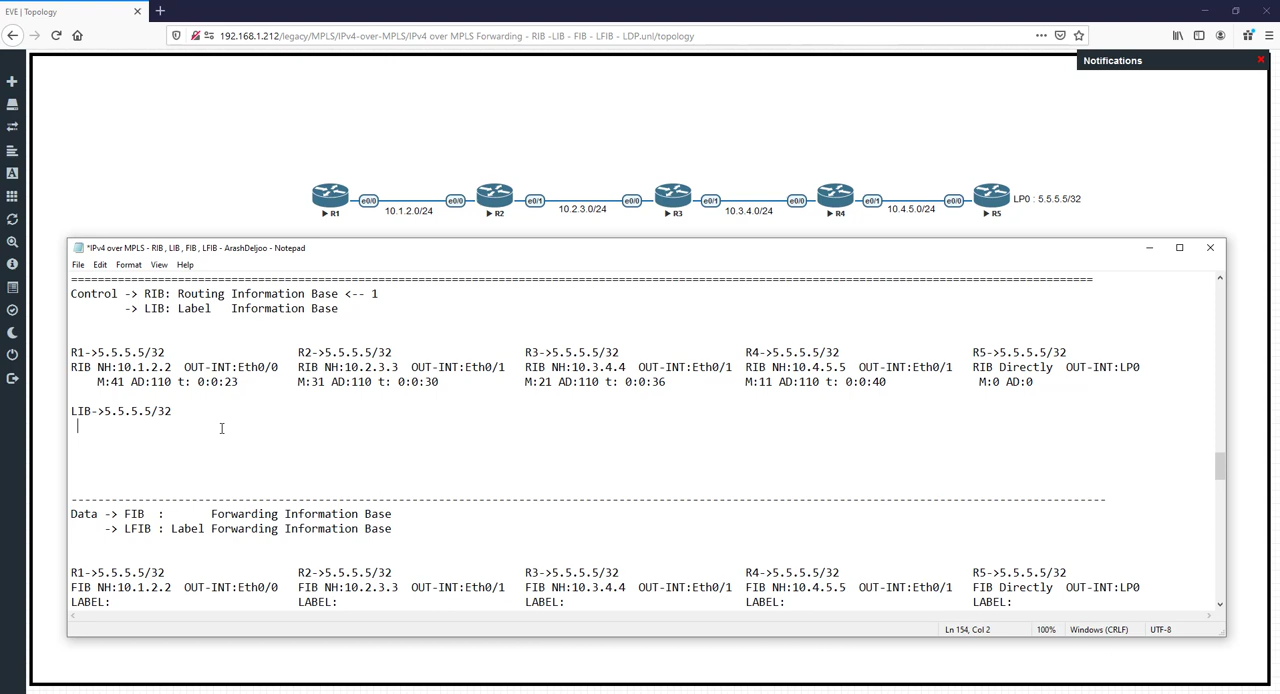 EVE | Topology
192.168.1.212/legacy/MPLS/IPv4-over-MPLS/IPv4 over MPLS Forwarding - RIB -LIB - FIB - LFIB - LDP.unl/topology
Notifications
R1 e0/0 10.1.2.0/24 e0/0 R2 e0/1 10.2.3.0/24 e0/0 R3 e0/1 10.3.4.0/24 e0/0 R4 e0/1 10.4.5.0/24 e0/0 R5 LP0 : 5.5.5.5/32
*IPv4 over MPLS - RIB , LIB , FIB , LFIB - ArashDeljoo - Notepad
File Edit Format View Help
==========================================================================================================================
Control -> RIB: Routing Information Base <-- 1
-> LIB: Label   Information Base
R1->5.5.5.5/32 R2->5.5.5.5/32 R3->5.5.5.5/32 R4->5.5.5.5/32 R5->5.5.5.5/32
RIB NH:10.1.2.2  OUT-INT:Eth0/0 RIB NH:10.2.3.3  OUT-INT:Eth0/1 RIB NH:10.3.4.4  OUT-INT:Eth0/1 RIB NH:10.4.5.5  OUT-INT:Eth0/1 RIB Directly  OUT-INT:LP0
M:41 AD:110 t: 0:0:23 M:31 AD:110 t: 0:0:30 M:21 AD:110 t: 0:0:36 M:11 AD:110 t: 0:0:40 M:0 AD:0
LIB->5.5.5.5/32
--------------------------------------------------------------------------------------------------------------------------
Data -> FIB  :       Forwarding Information Base
-> LFIB : Label Forwarding Information Base
R1->5.5.5.5/32 R2->5.5.5.5/32 R3->5.5.5.5/32 R4->5.5.5.5/32 R5->5.5.5.5/32
FIB NH:10.1.2.2  OUT-INT:Eth0/0 FIB NH:10.2.3.3  OUT-INT:Eth0/1 FIB NH:10.3.4.4  OUT-INT:Eth0/1 FIB NH:10.4.5.5  OUT-INT:Eth0/1 FIB Directly  OUT-INT:LP0
LABEL: LABEL: LABEL: LABEL: LABEL:
Ln 154, Col 2 100% Windows (CRLF) UTF-8